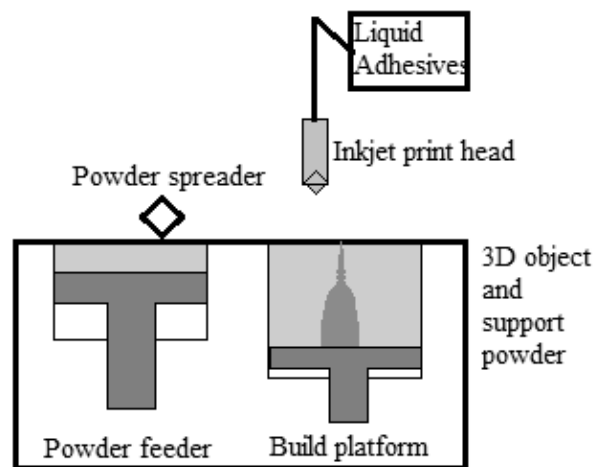 Liquid
Adhesives
Inkjet print head
Powder spreader
3D object
and
support
powder
Powder feeder
Build platform